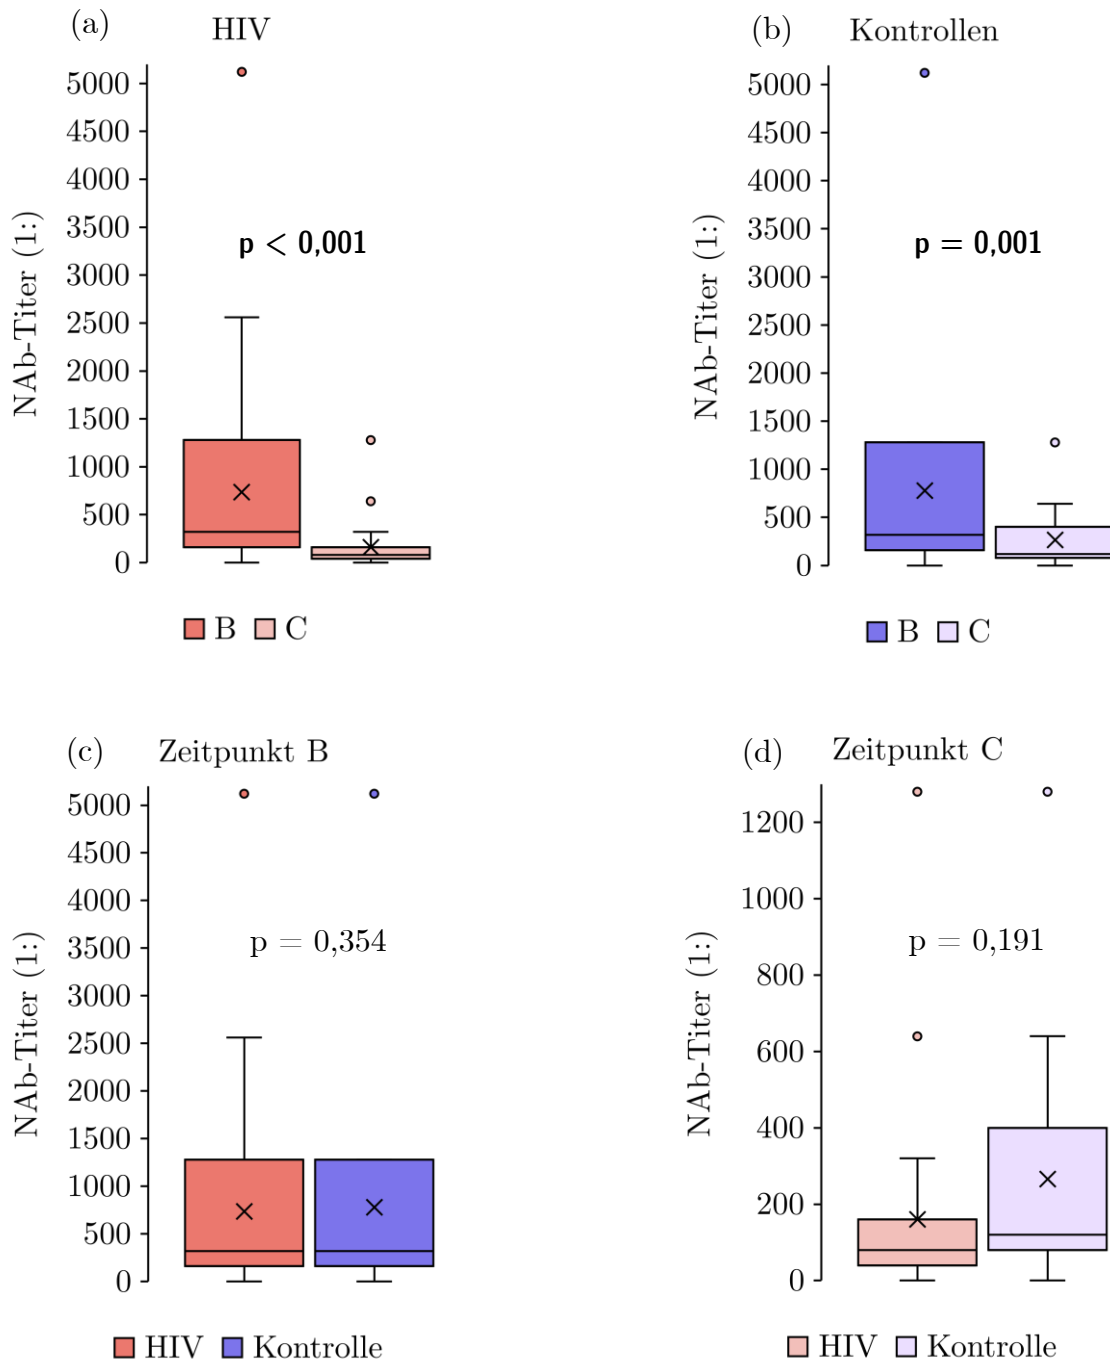 (a) HIV
5000
4500
4000
3500
3000
2500
2000
1500
1000
500
0
NAb-Titer (1:)
p < 0,001
B C
(b) Kontrollen
5000
4500
4000
3500
3000
2500
2000
1500
1000
500
0
NAb-Titer (1:)
p = 0,001
B C
(c) Zeitpunkt B
5000
4500
4000
3500
3000
2500
2000
1500
1000
500
0
NAb-Titer (1:)
p = 0,354
HIV Kontrolle
(d) Zeitpunkt C
1200
1000
800
600
400
200
0
NAb-Titer (1:)
p = 0,191
HIV Kontrolle